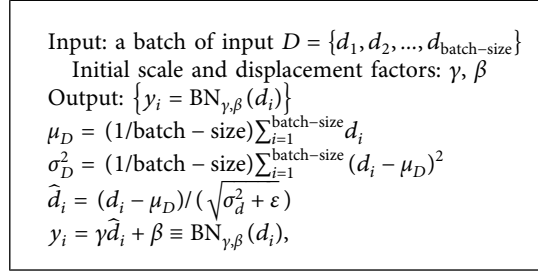 Input: a batch of input D = {d₁, d₂, ..., d_batch−size}
Initial scale and displacement factors: γ, β
Output: {y_i = BN_γ,β(d_i)}
μ_D = (1/batch − size)∑_{i=1}^{batch−size} d_i
σ_D^2 = (1/batch − size)∑_{i=1}^{batch−size} (d_i − μ_D)^2
d̂_i = (d_i − μ_D)/(√(σ_d^2 + ε))
y_i = γd̂_i + β ≡ BN_γ,β(d_i),